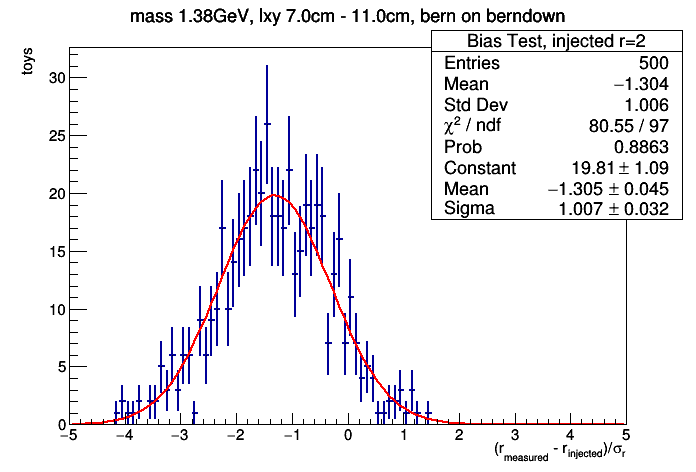 mass 1.38GeV, lxy 7.0cm - 11.0cm, bern on berndown
Bias Test, injected r=2
Entries 500
Mean −1.304
Std Dev 1.006
χ² / ndf 80.55 / 97
Prob 0.8863
Constant 19.81 ± 1.09
Mean −1.305 ± 0.045
Sigma 1.007 ± 0.032
toys
30
25
20
15
10
5
0
−5 −4 −3 −2 −1 0 1 2 3 4 5
(r_measured - r_injected)/σ_r